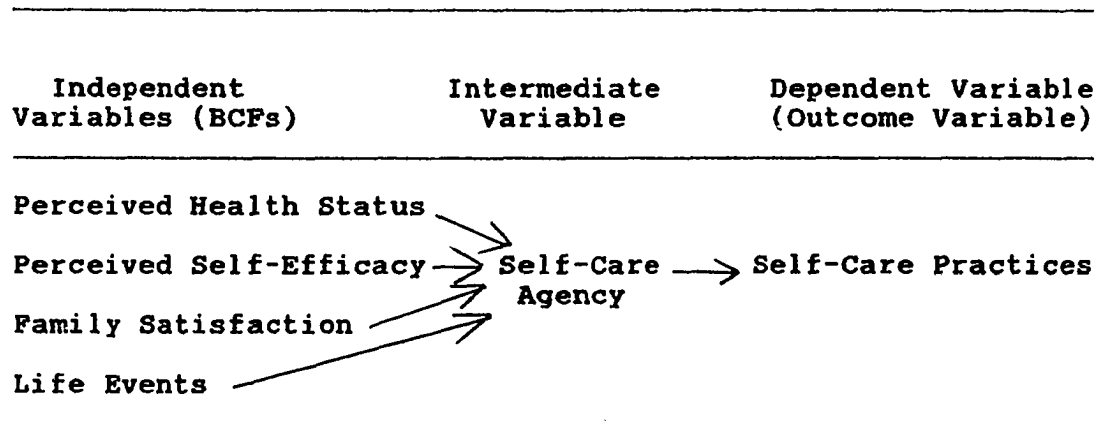 Independent Variables (BCFs)
Intermediate Variable
Dependent Variable (Outcome Variable)
Perceived Health Status
Perceived Self-Efficacy
Self-Care Agency
Self-Care Practices
Family Satisfaction
Life Events